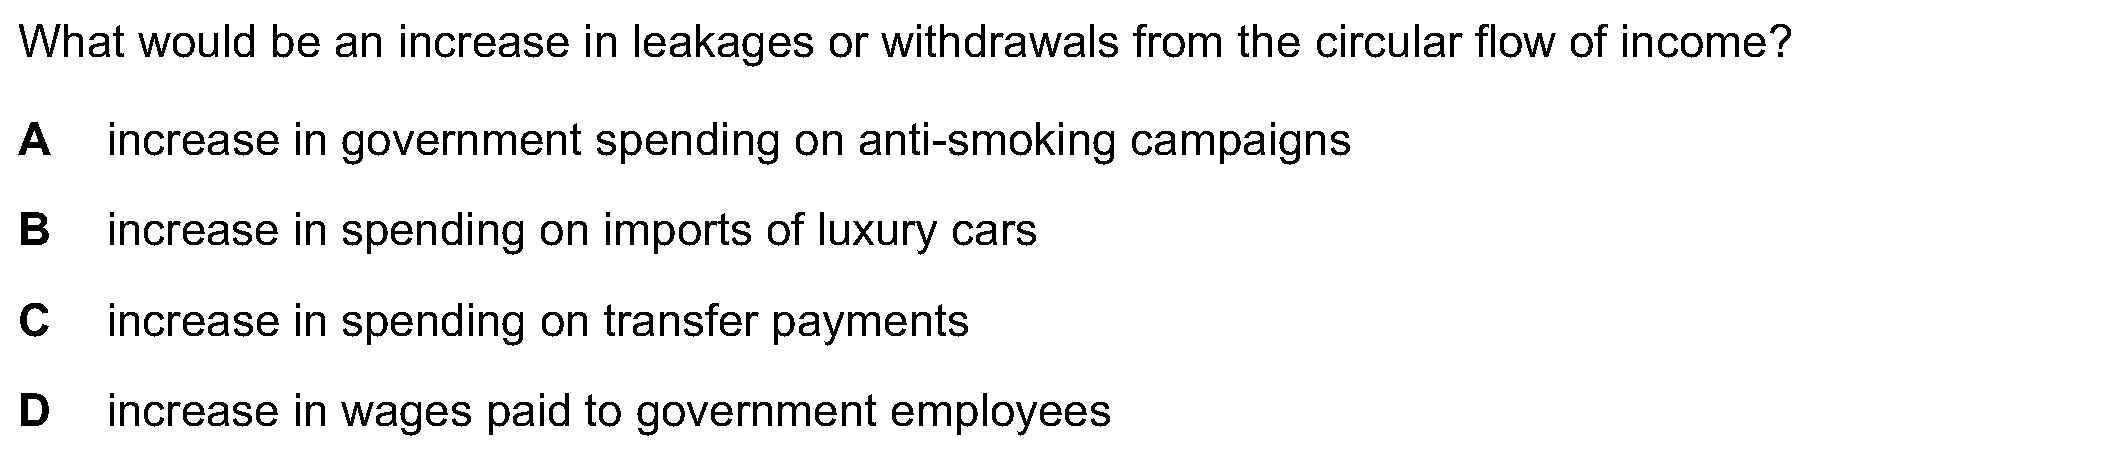 What would be an increase in leakages or withdrawals from the circular flow of income?
A increase in government spending on anti-smoking campaigns
B increase in spending on imports of luxury cars
C increase in spending on transfer payments
D increase in wages paid to government employees